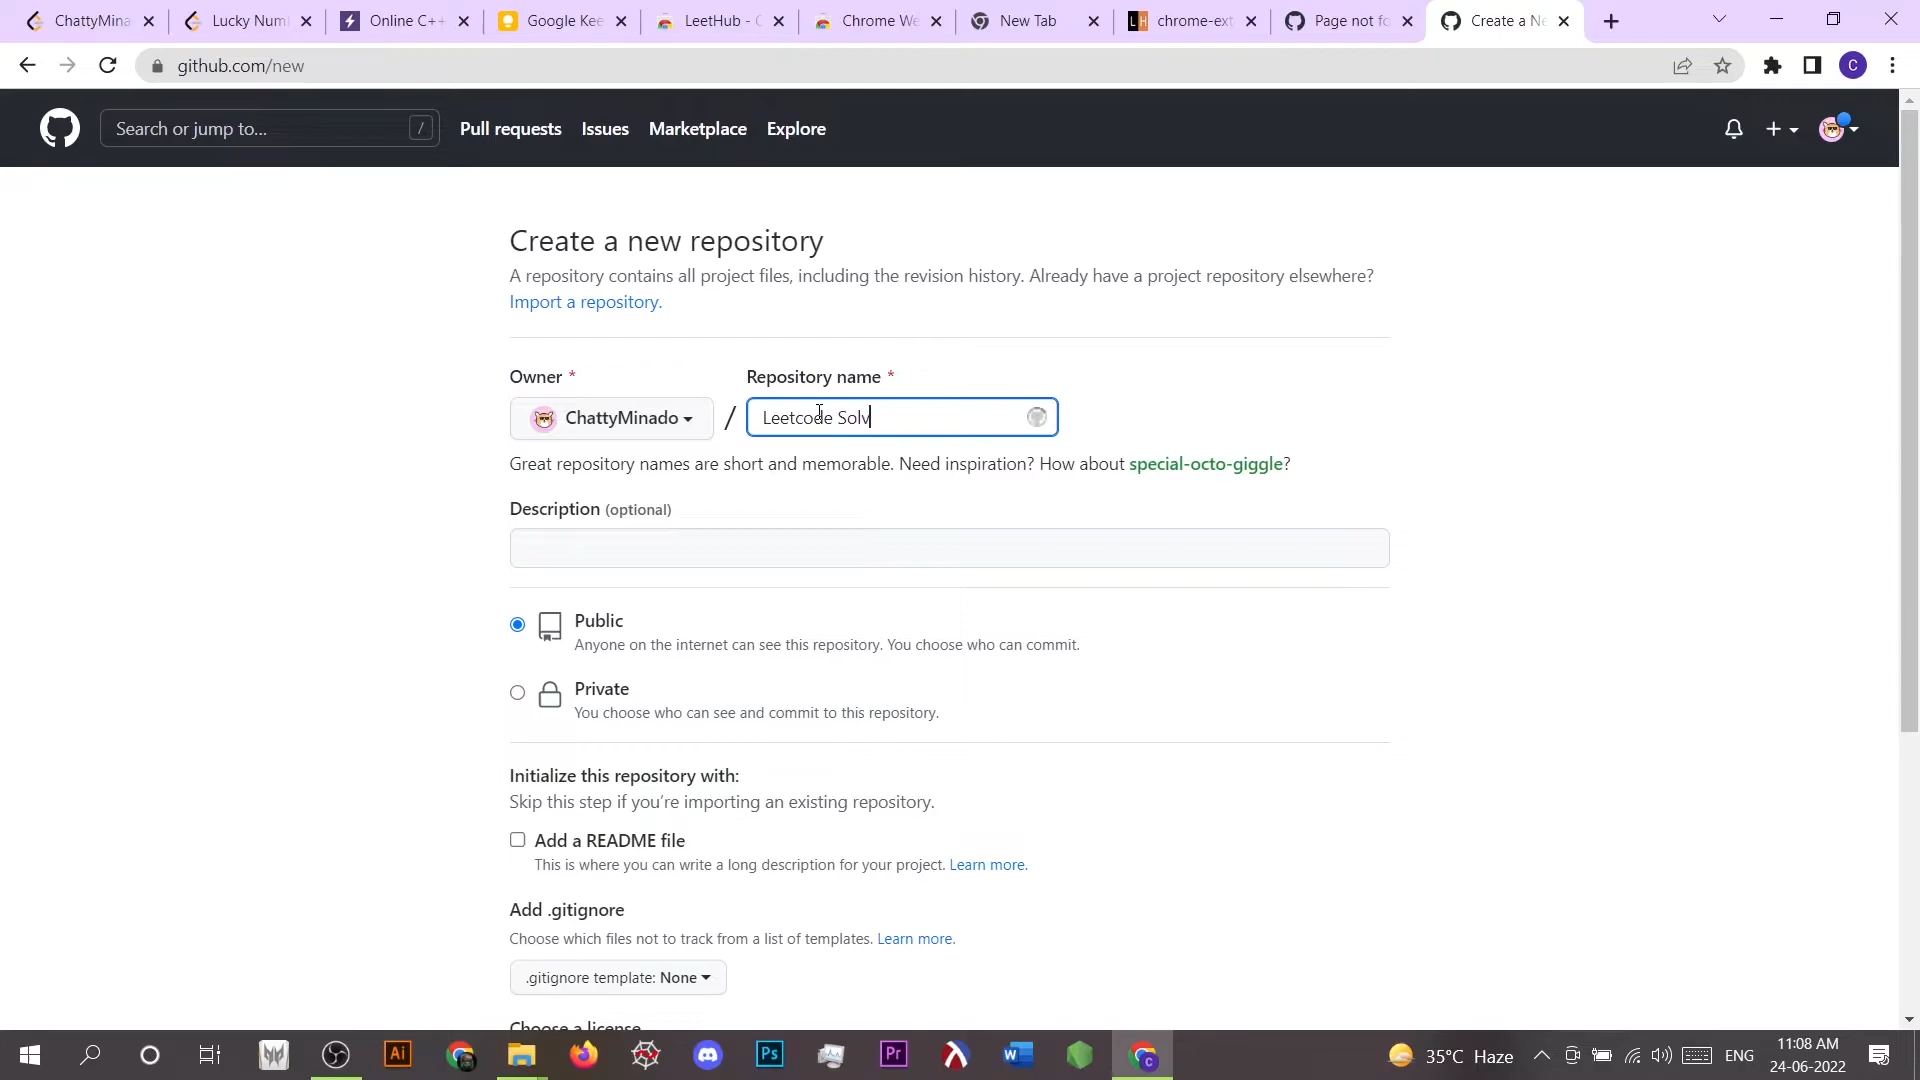 ChattyMina
Lucky Num
Online C++
Google Kee
LeetHub - C
Chrome We
New Tab
LH
chrome-ext
Page not fo
Create a Ne
github.com/new
C
Search or jump to...
/
Pull requests
Issues
Marketplace
Explore
Create a new repository
A repository contains all project files, including the revision history. Already have a project repository elsewhere?
Import a repository.
Owner *
Repository name *
ChattyMinado
/
Leetcode Solv
Great repository names are short and memorable. Need inspiration? How about special-octo-giggle?
Description (optional)
Public
Anyone on the internet can see this repository. You choose who can commit.
Private
You choose who can see and commit to this repository.
Initialize this repository with:
Skip this step if you're importing an existing repository.
Add a README file
This is where you can write a long description for your project. Learn more.
Add .gitignore
Choose which files not to track from a list of templates. Learn more.
.gitignore template: None
Choose a license
Ai
Ps
Pr
W
C
35°C Haze
ENG
11:08 AM
24-06-2022